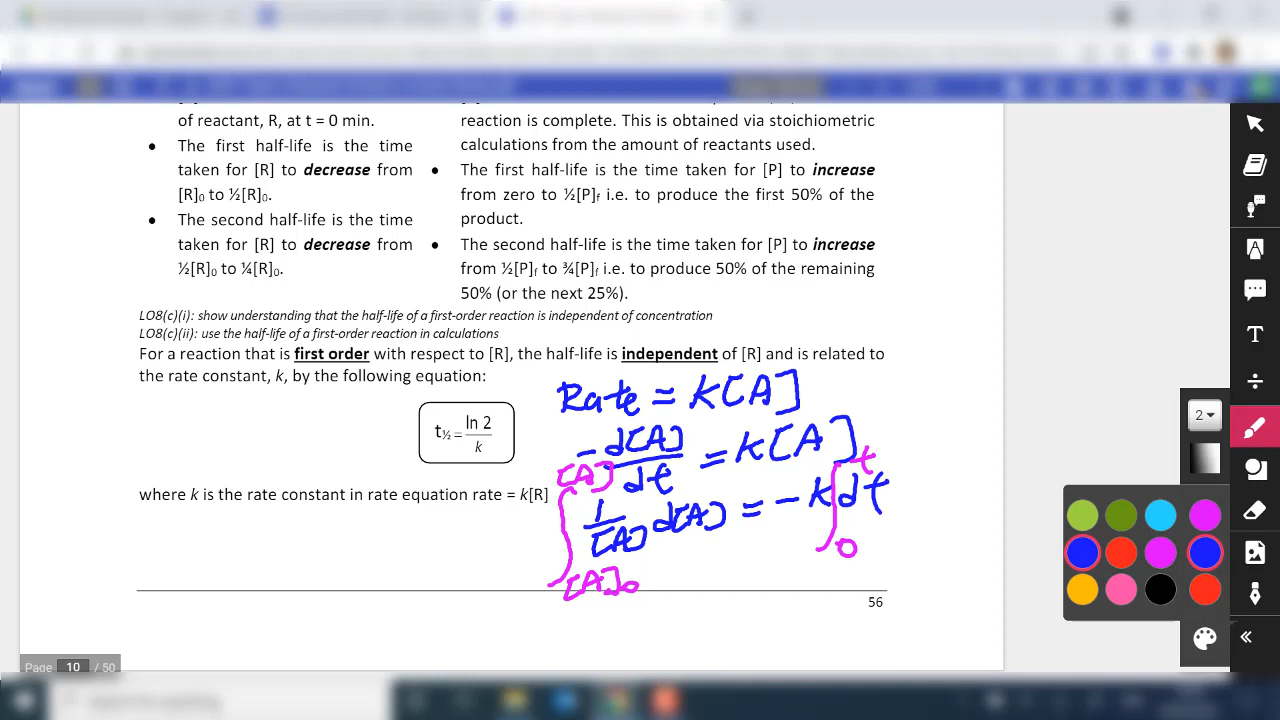 of reactant, R, at t = 0 min.
• The first half-life is the time
taken for [R] to decrease from
[R]₀ to ½[R]₀.
• The second half-life is the time
taken for [R] to decrease from
½[R]₀ to ¼[R]₀.
reaction is complete. This is obtained via stoichiometric
calculations from the amount of reactants used.
• The first half-life is the time taken for [P] to increase
from zero to ½[P]f i.e. to produce the first 50% of the
product.
• The second half-life is the time taken for [P] to increase
from ½[P]f to ¾[P]f i.e. to produce 50% of the remaining
50% (or the next 25%).
LO8(c)(i): show understanding that the half-life of a first-order reaction is independent of concentration
LO8(c)(ii): use the half-life of a first-order reaction in calculations
For a reaction that is first order with respect to [R], the half-life is independent of [R] and is related to
the rate constant, k, by the following equation:
t½ = ln 2 / k
where k is the rate constant in rate equation rate = k[R]
Rate = k[A]
- d[A]/dt = k[A]
∫[A]₀^[A] 1/[A] d[A] = - k ∫0^t dt
56
Page 10 / 50
2
T